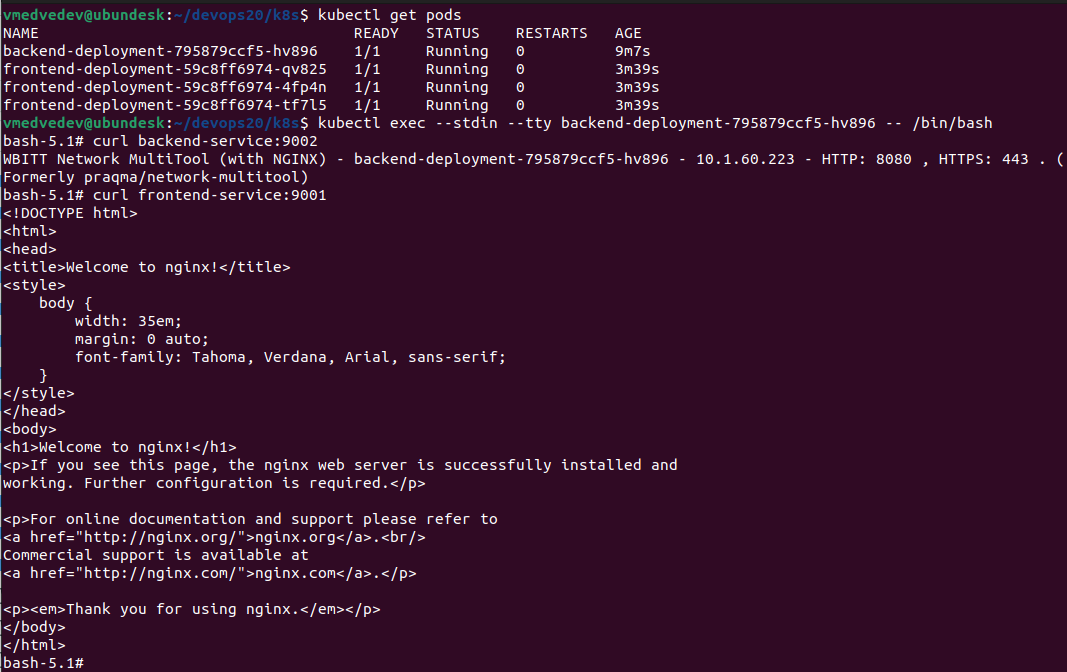 vmedvedev@ubundesk:~/devops20/k8s$ kubectl get pods
NAME                                   READY   STATUS    RESTARTS   AGE
backend-deployment-795879ccf5-hv896    1/1     Running   0          9m7s
frontend-deployment-59c8ff6974-qv825   1/1     Running   0          3m39s
frontend-deployment-59c8ff6974-4fp4n   1/1     Running   0          3m39s
frontend-deployment-59c8ff6974-tf7l5   1/1     Running   0          3m39s
vmedvedev@ubundesk:~/devops20/k8s$ kubectl exec --stdin --tty backend-deployment-795879ccf5-hv896 -- /bin/bash
bash-5.1# curl backend-service:9002
WBITT Network MultiTool (with NGINX) - backend-deployment-795879ccf5-hv896 - 10.1.60.223 - HTTP: 8080 , HTTPS: 443 . (
Formerly praqma/network-multitool)
bash-5.1# curl frontend-service:9001
<!DOCTYPE html>
<html>
<head>
<title>Welcome to nginx!</title>
<style>
    body {
        width: 35em;
        margin: 0 auto;
        font-family: Tahoma, Verdana, Arial, sans-serif;
    }
</style>
</head>
<body>
<h1>Welcome to nginx!</h1>
<p>If you see this page, the nginx web server is successfully installed and
working. Further configuration is required.</p>

<p>For online documentation and support please refer to
<a href="http://nginx.org/">nginx.org</a>.<br/>
Commercial support is available at
<a href="http://nginx.com/">nginx.com</a>.</p>

<p><em>Thank you for using nginx.</em></p>
</body>
</html>
bash-5.1#